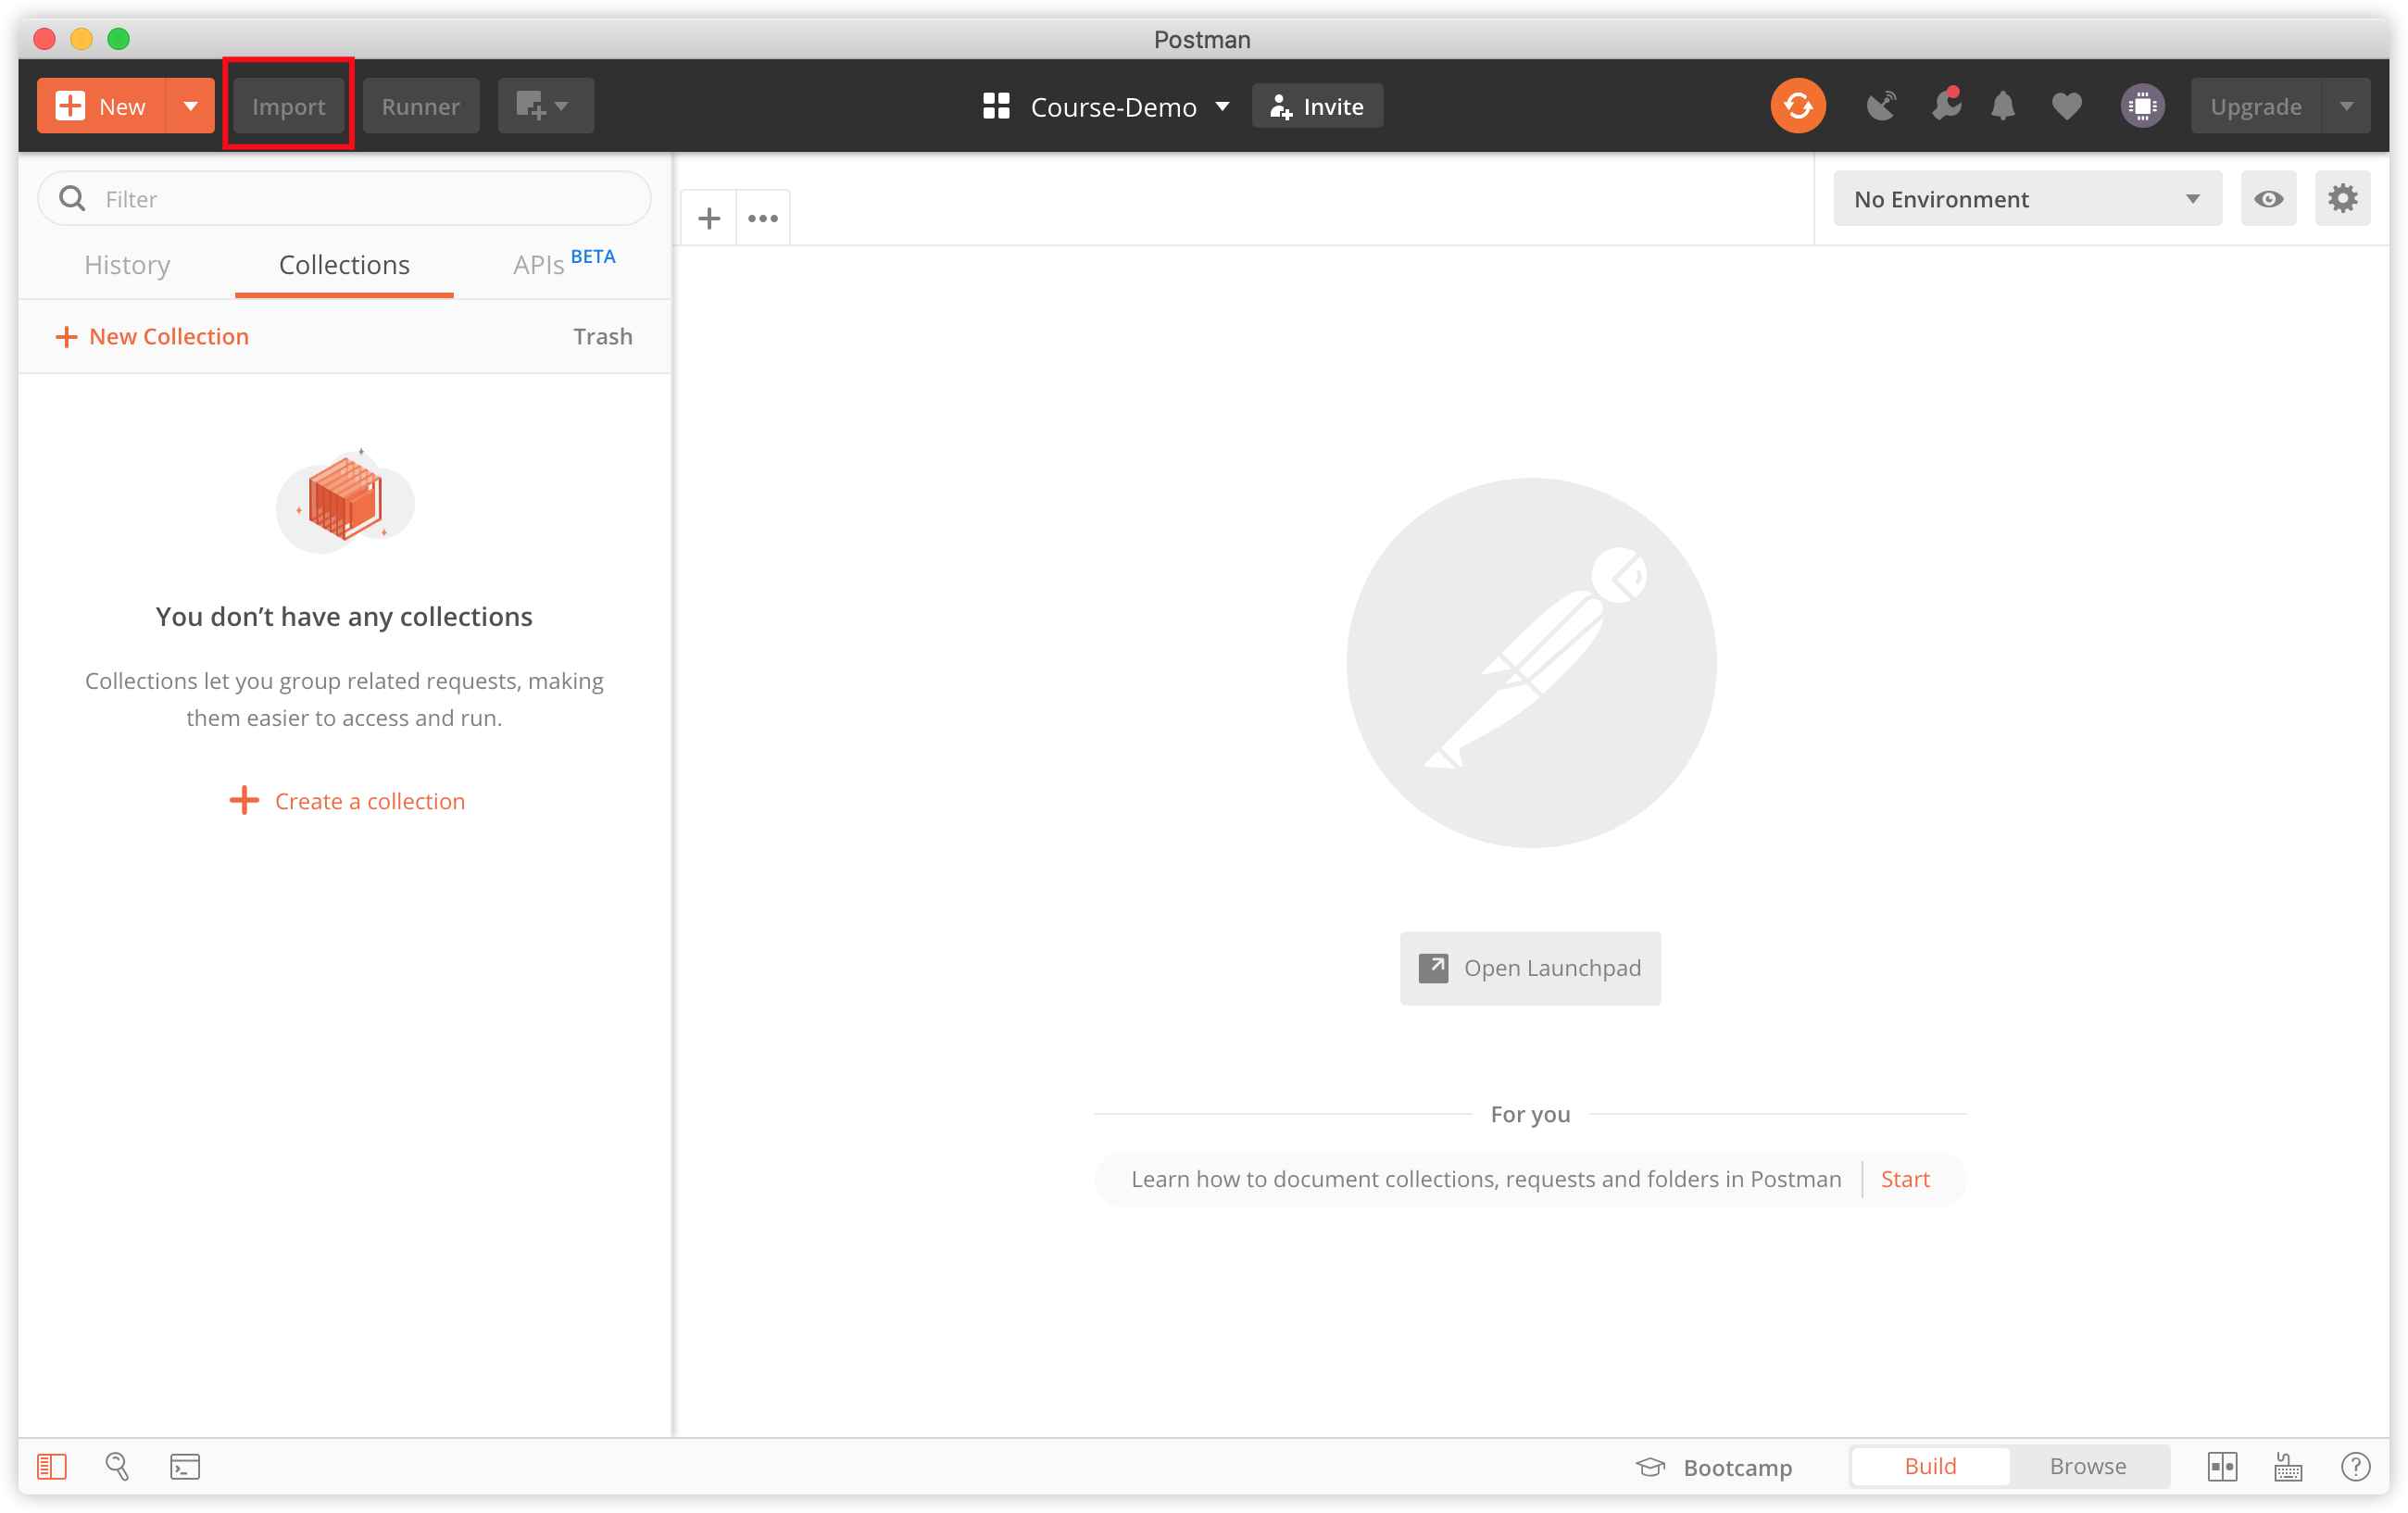 Postman
New
Import
Runner
Course-Demo
Invite
Upgrade
Filter
No Environment
History
Collections
APIs BETA
New Collection
Trash
You don’t have any collections
Collections let you group related requests, making
them easier to access and run.
Create a collection
Open Launchpad
For you
Learn how to document collections, requests and folders in Postman
Start
Bootcamp
Build
Browse